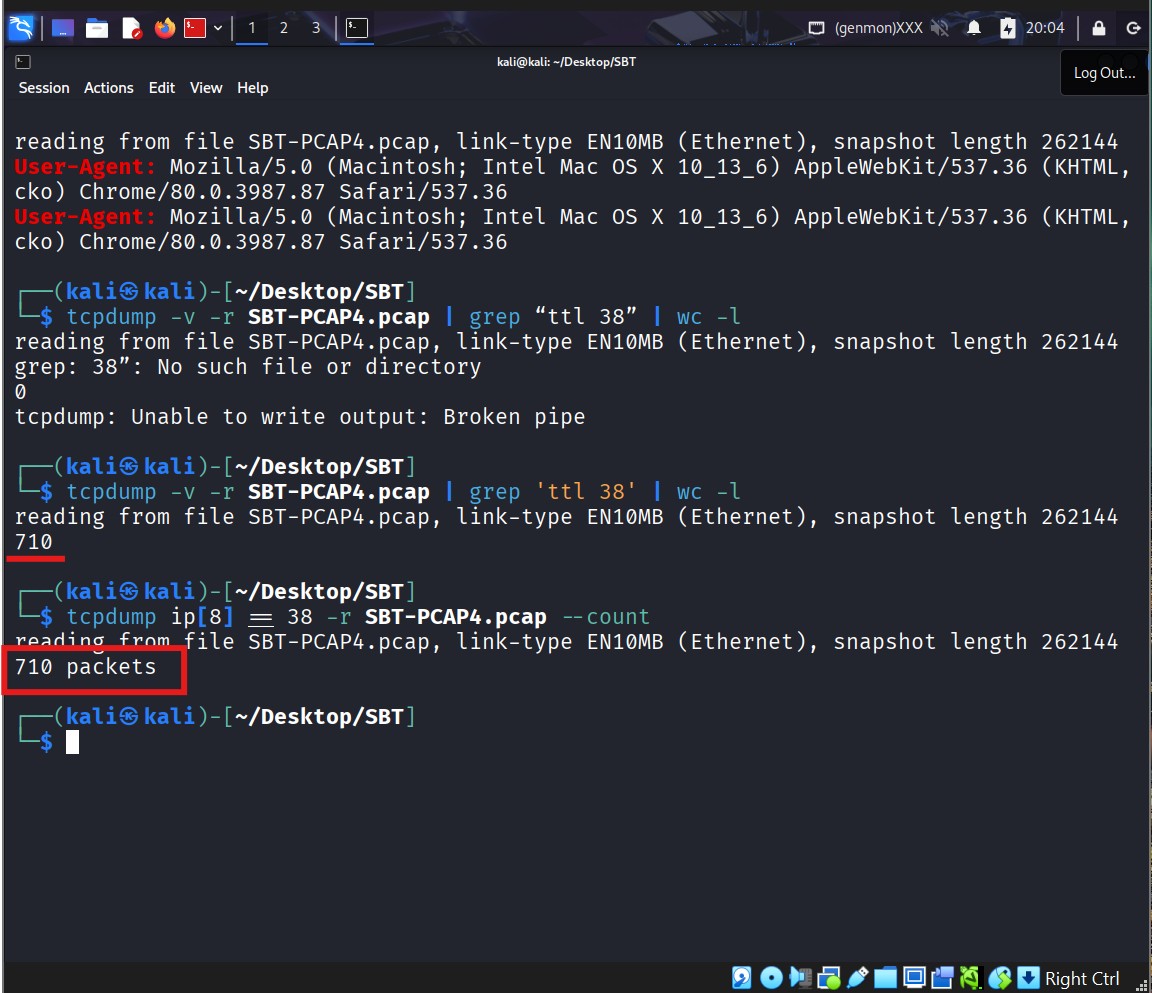 1 2 3
(genmon)XXX
20:04
kali@kali: ~/Desktop/SBT
Log Out...
Session Actions Edit View Help
reading from file SBT-PCAP4.pcap, link-type EN10MB (Ethernet), snapshot length 262144
User-Agent: Mozilla/5.0 (Macintosh; Intel Mac OS X 10_13_6) AppleWebKit/537.36 (KHTML,
cko) Chrome/80.0.3987.87 Safari/537.36
User-Agent: Mozilla/5.0 (Macintosh; Intel Mac OS X 10_13_6) AppleWebKit/537.36 (KHTML,
cko) Chrome/80.0.3987.87 Safari/537.36
┌──(kali㉿kali)-[~/Desktop/SBT]
└─$ tcpdump -v -r SBT-PCAP4.pcap | grep “ttl 38” | wc -l
reading from file SBT-PCAP4.pcap, link-type EN10MB (Ethernet), snapshot length 262144
grep: 38”: No such file or directory
0
tcpdump: Unable to write output: Broken pipe
┌──(kali㉿kali)-[~/Desktop/SBT]
└─$ tcpdump -v -r SBT-PCAP4.pcap | grep 'ttl 38' | wc -l
reading from file SBT-PCAP4.pcap, link-type EN10MB (Ethernet), snapshot length 262144
710
┌──(kali㉿kali)-[~/Desktop/SBT]
└─$ tcpdump ip[8] == 38 -r SBT-PCAP4.pcap --count
reading from file SBT-PCAP4.pcap, link-type EN10MB (Ethernet), snapshot length 262144
710 packets
┌──(kali㉿kali)-[~/Desktop/SBT]
└─$
Right Ctrl